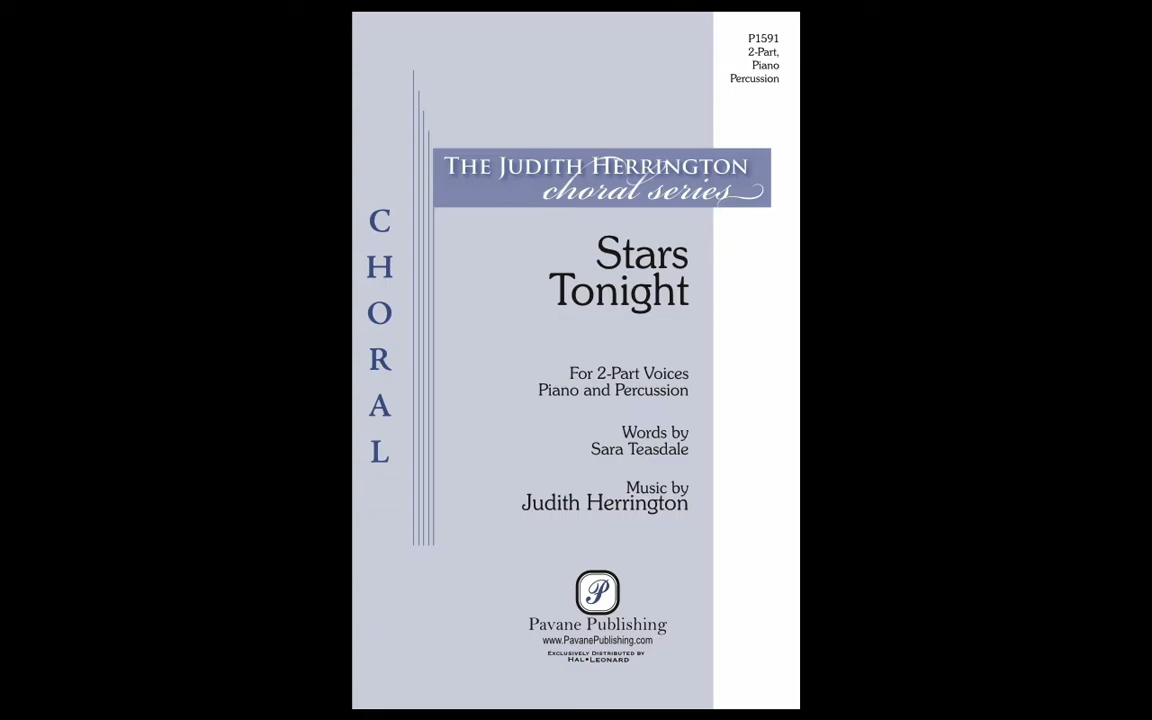 P1591
2-Part,
Piano
Percussion
THE JUDITH HERRINGTON
choral series
CHORAL
Stars
Tonight
For 2-Part Voices
Piano and Percussion
Words by
Sara Teasdale
Music by
Judith Herrington
P
Pavane Publishing
www.PavanePublishing.com
EXCLUSIVELY DISTRIBUTED BY
HAL•LEONARD